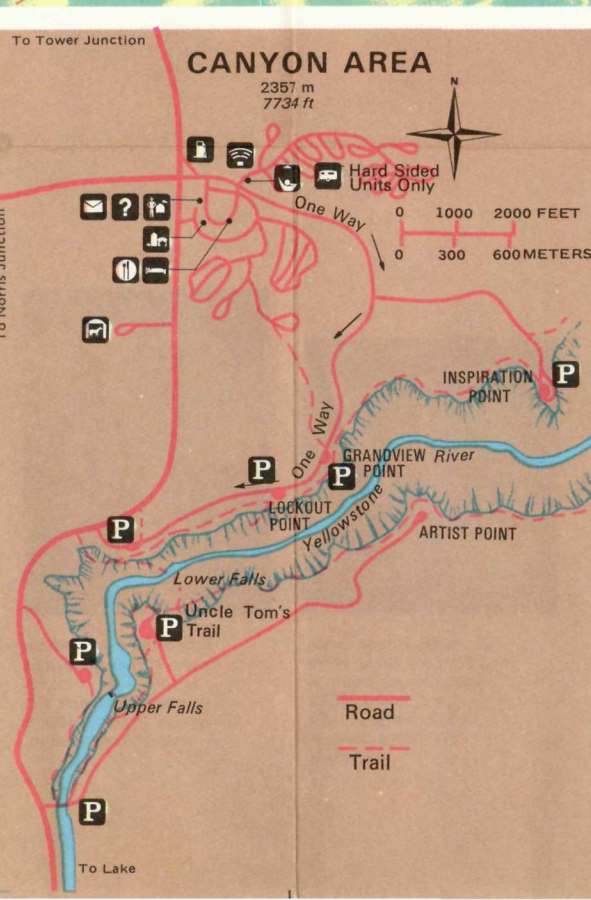 To Tower Junction
CANYON AREA
2357 m
7734 ft
N
Hard Sided
Units Only
?
One Way
0 1000 2000 FEET
0 300 600 METERS
To Norris Junction
INSPIRATION
POINT
P
One Way
GRANDVIEW
POINT
River
P
P
LOCKOUT
POINT
Yellowstone
ARTIST POINT
P
Lower Falls
Uncle Tom's
Trail
P
P
Upper Falls
Road
Trail
P
To Lake